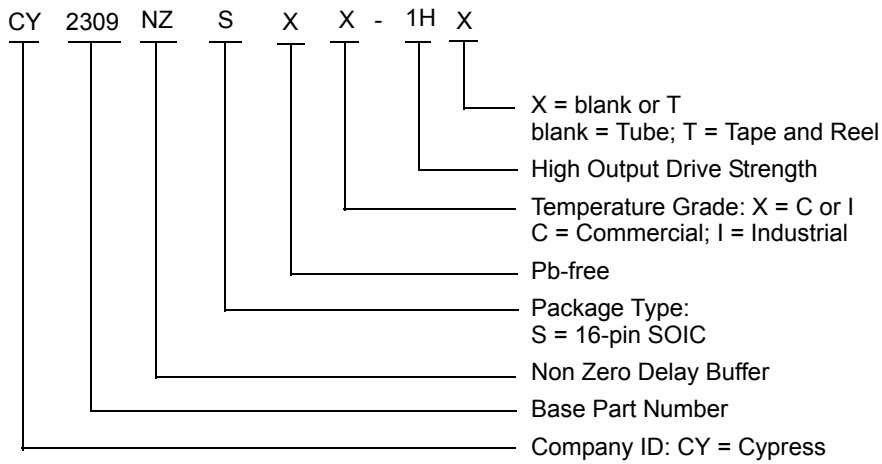 CY 2309 NZ S X X - 1H X
X = blank or T
blank = Tube; T = Tape and Reel
High Output Drive Strength
Temperature Grade: X = C or I
C = Commercial; I = Industrial
Pb-free
Package Type:
S = 16-pin SOIC
Non Zero Delay Buffer
Base Part Number
Company ID: CY = Cypress